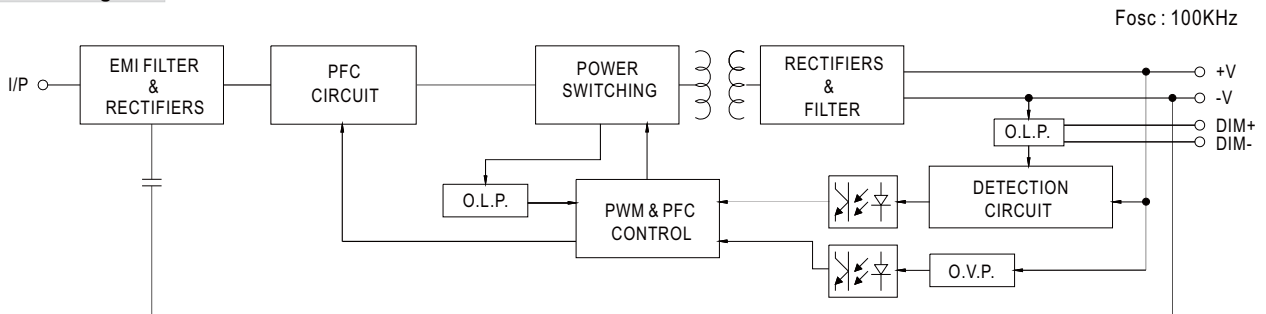 Fosc : 100KHz
I/P
EMI FILTER
&
RECTIFIERS
PFC
CIRCUIT
POWER
SWITCHING
RECTIFIERS
&
FILTER
+V
-V
DIM+
DIM-
O.L.P.
O.L.P.
PWM & PFC
CONTROL
DETECTION
CIRCUIT
O.V.P.